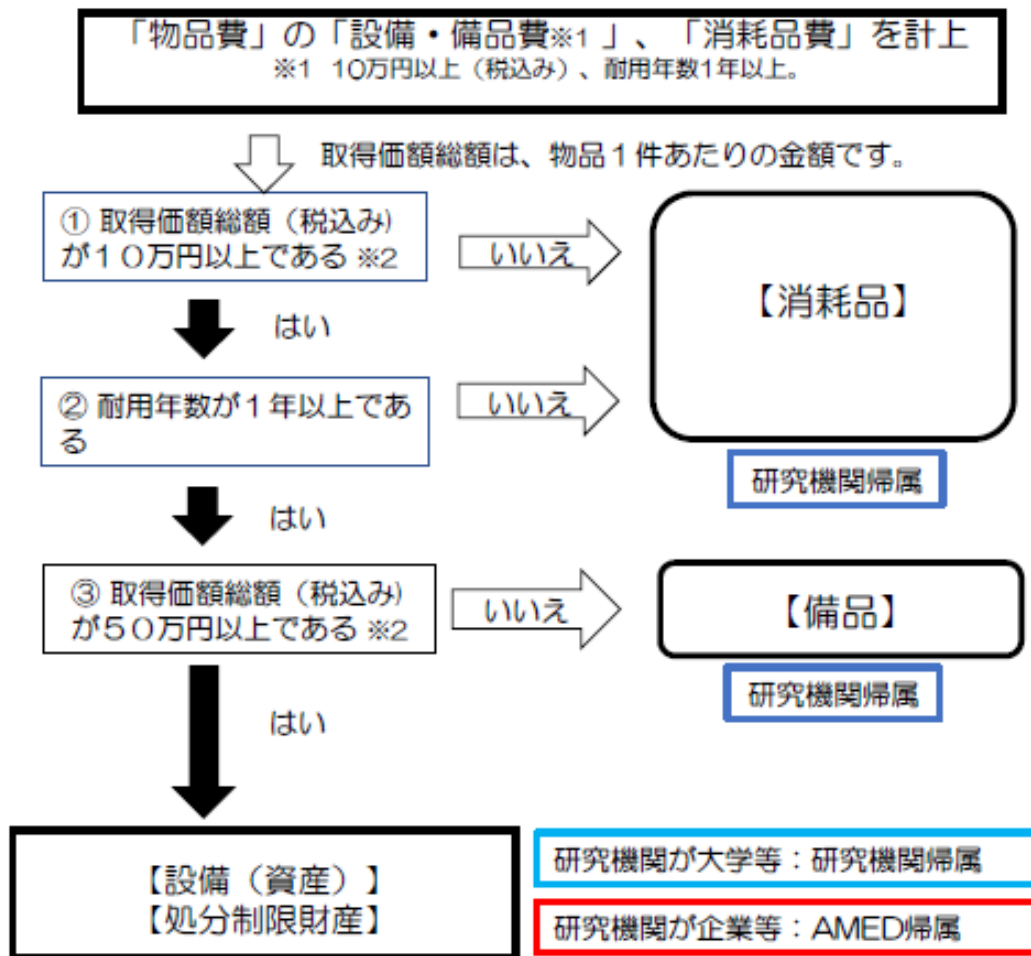 「物品費」の「設備・備品費※1 」、「消耗品費」を計上
※1 10万円以上（税込み）、耐用年数1年以上。
取得価額総額は、物品１件あたりの金額です。
① 取得価額総額（税込み)
が１０万円以上である ※2
いいえ
【消耗品】
はい
② 耐用年数が１年以上であ
る
いいえ
研究機関帰属
はい
③ 取得価額総額（税込み)
が５０万円以上である ※2
いいえ
【備品】
研究機関帰属
はい
【設備（資産）】
【処分制限財産】
研究機関が大学等：研究機関帰属
研究機関が企業等：AMED帰属